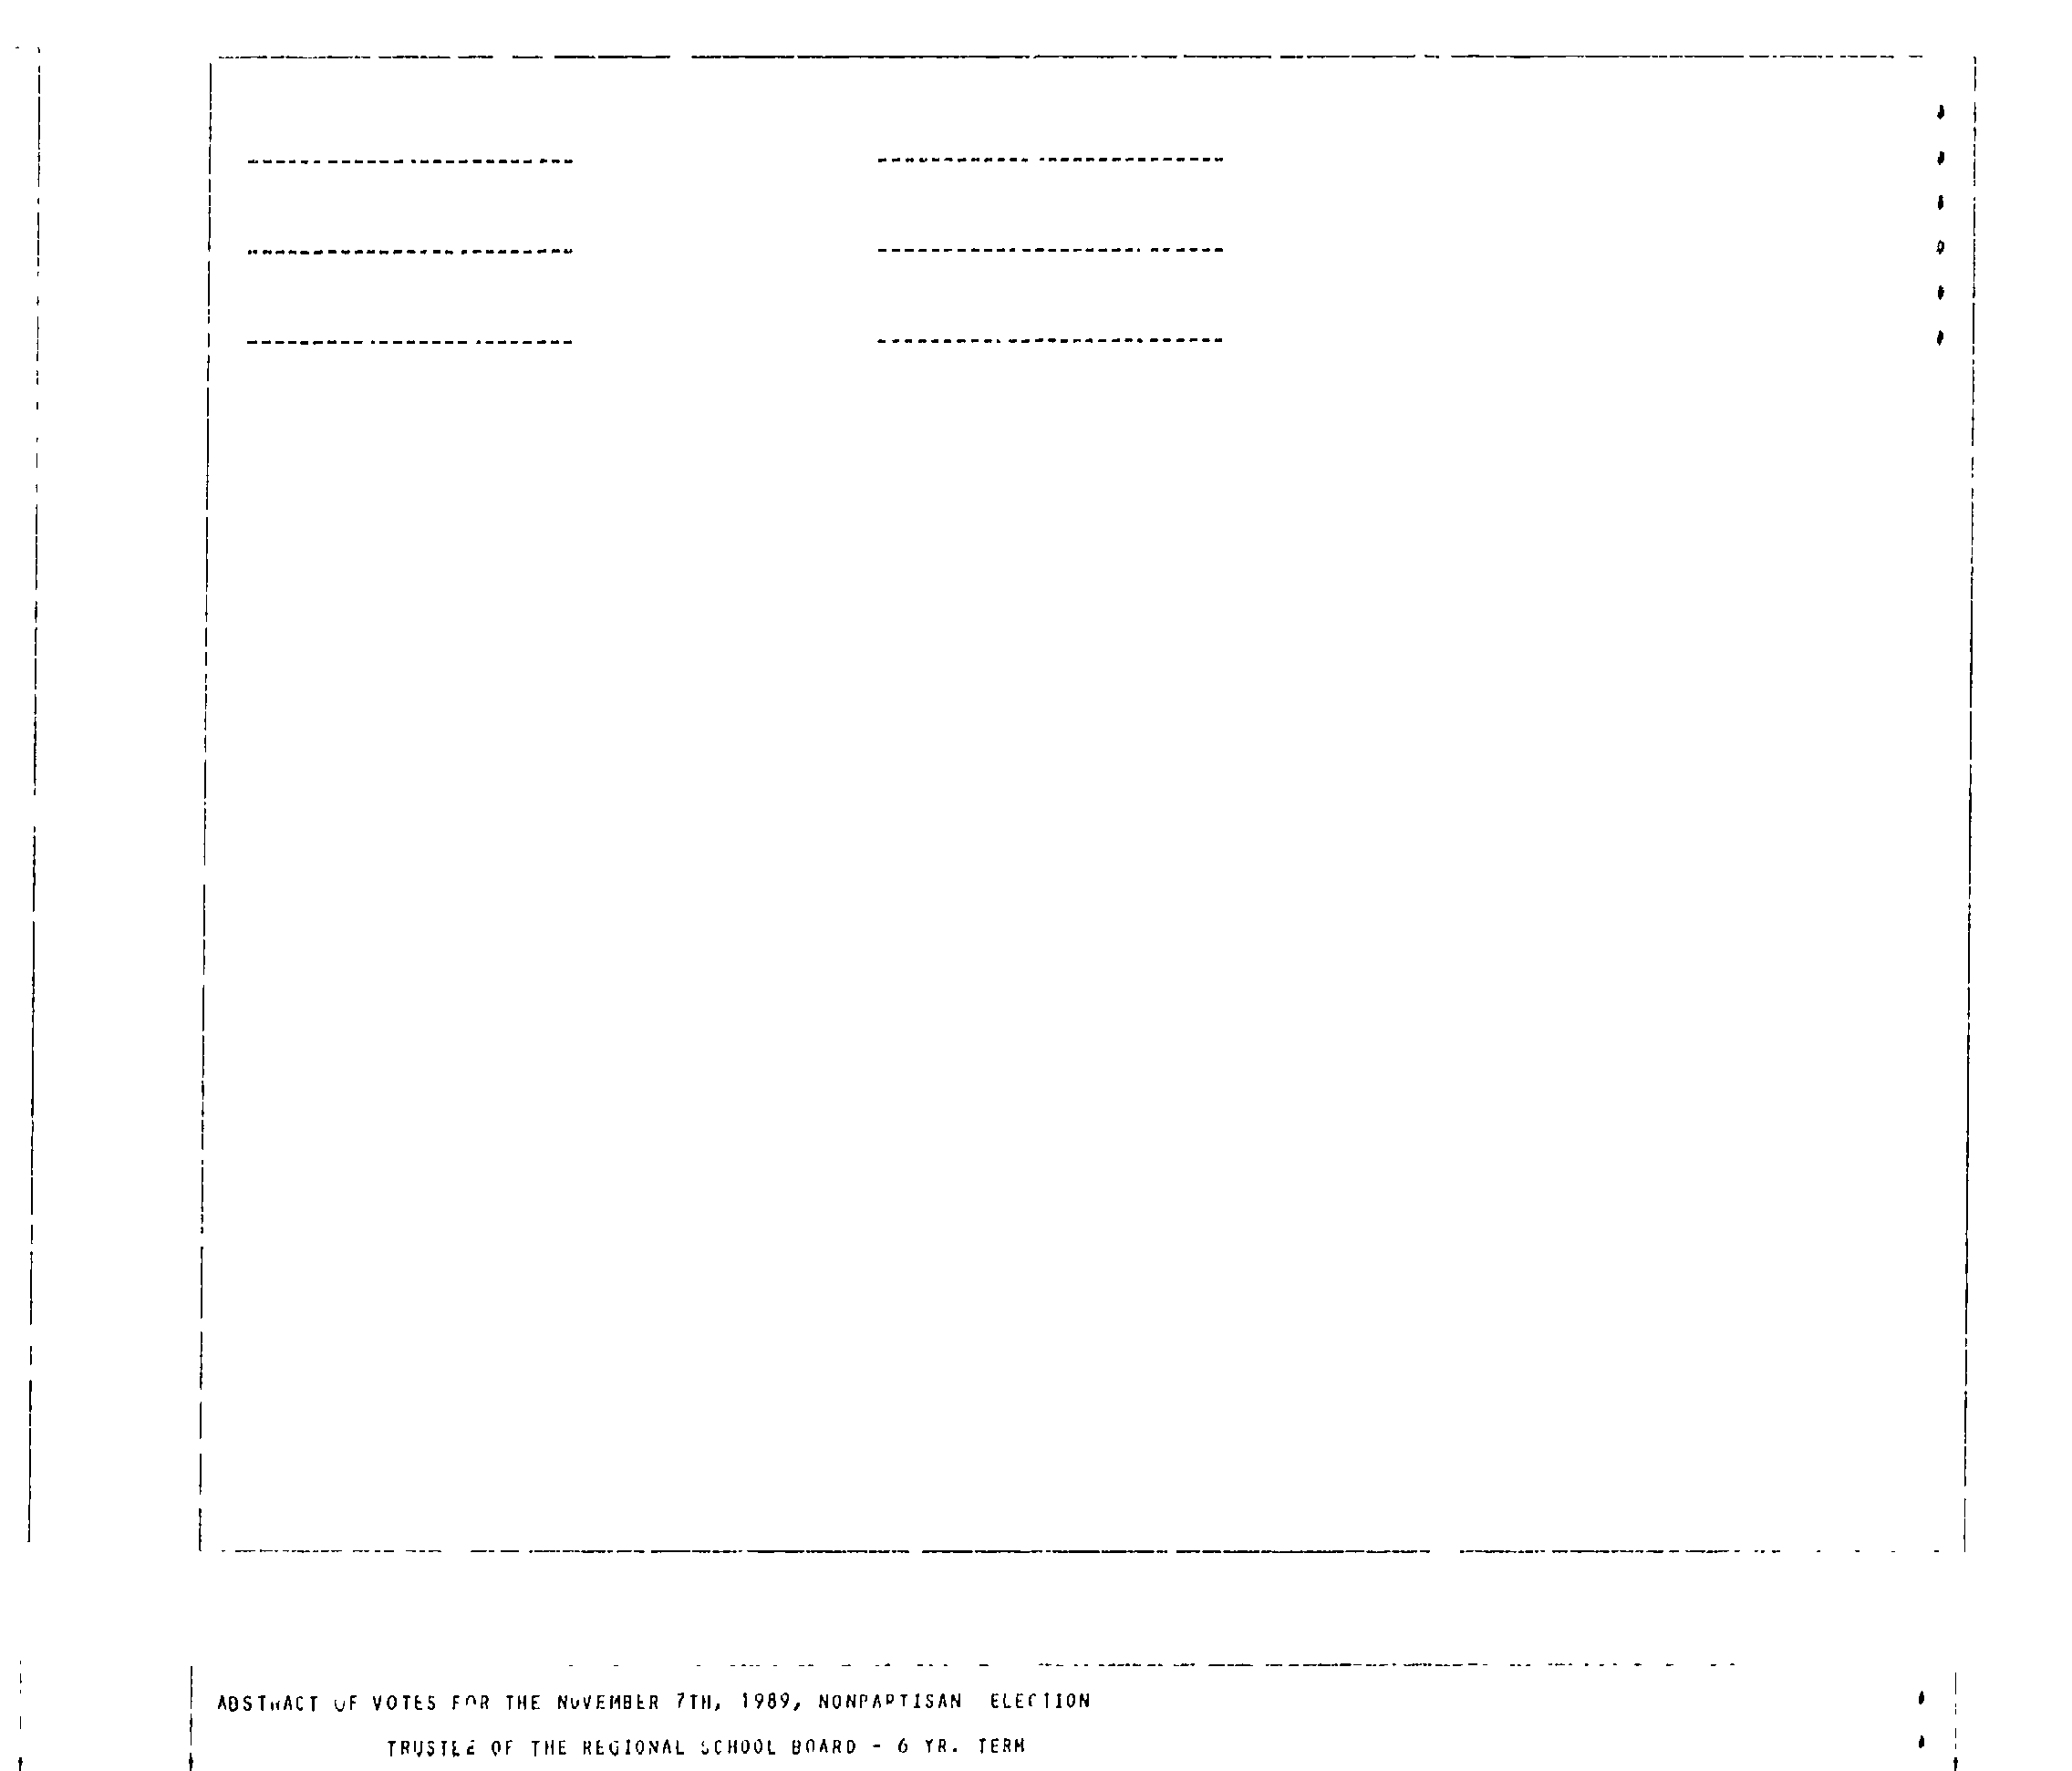 ABSTRACT OF VOTES FOR THE NOVEMBER 7TH, 1989, NONPARTISAN ELECTION
TRUSTEE OF THE REGIONAL SCHOOL BOARD - 6 YR. TERM